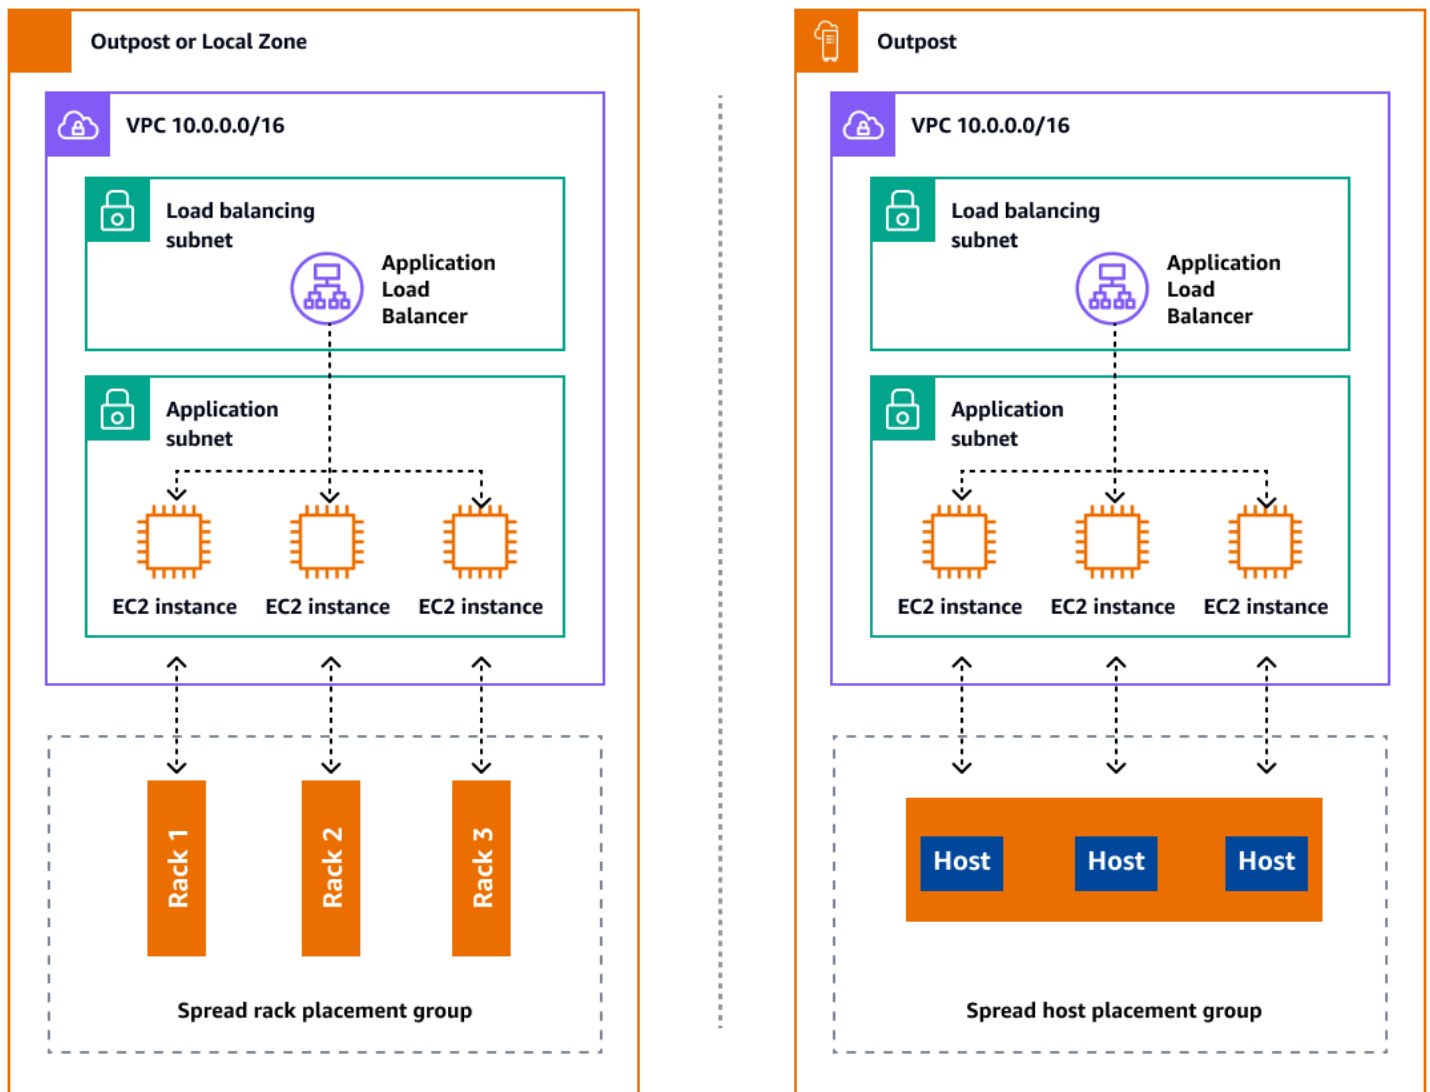 Outpost or Local Zone
VPC 10.0.0.0/16
Load balancing
subnet
Application
Load
Balancer
Application
subnet
EC2 instance
EC2 instance
EC2 instance
Rack 1
Rack 2
Rack 3
Spread rack placement group
Outpost
VPC 10.0.0.0/16
Load balancing
subnet
Application
Load
Balancer
Application
subnet
EC2 instance
EC2 instance
EC2 instance
Host
Host
Host
Spread host placement group